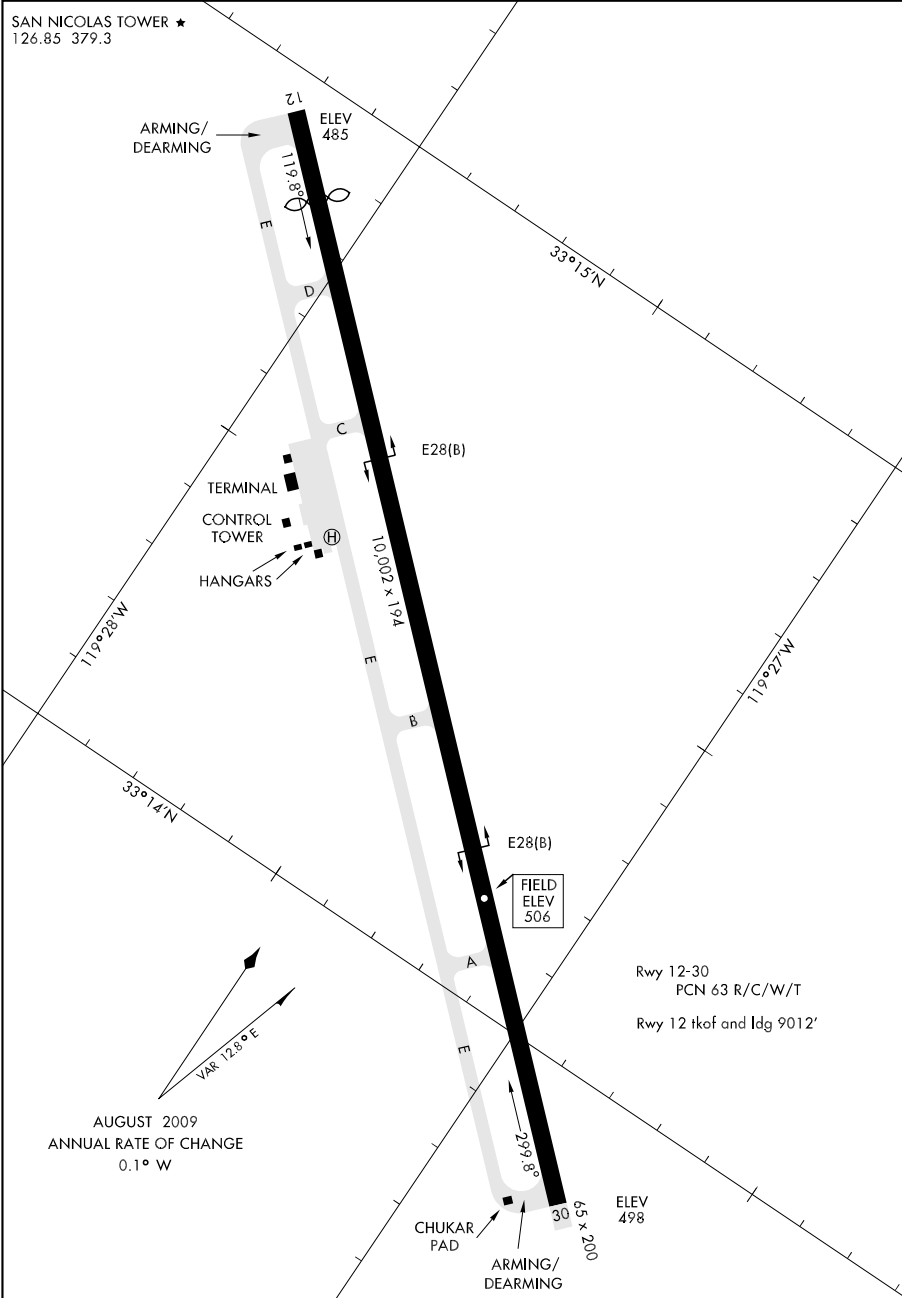 SAN NICOLAS TOWER ★
126.85 379.3
12
ELEV
485
ARMING/
DEARMING
119.8°
E
D
33°15'N
C
E28(B)
TERMINAL
CONTROL
TOWER
H
HANGARS
10,002 x 194
119°28'W
E
119°27'W
B
33°14'N
E28(B)
FIELD
ELEV
506
A
Rwy 12-30
PCN 63 R/C/W/T
Rwy 12 tkof and ldg 9012'
E
VAR 12.8° E
AUGUST 2009
ANNUAL RATE OF CHANGE
0.1° W
299.8°
30
65 x 200
ELEV
498
CHUKAR
PAD
ARMING/
DEARMING